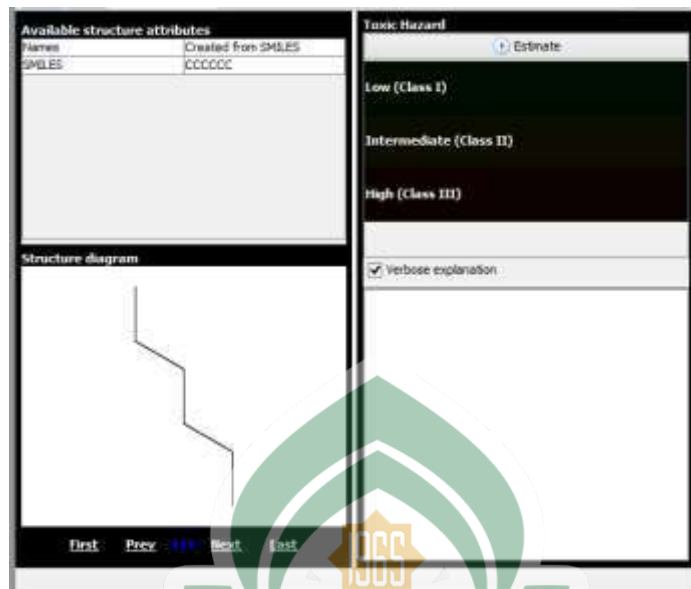 Available structure attributes
Names Created from SMILES
SMILES CCCCCC
Structure diagram
First Prev Next Last
Toxic Hazard
Estimate
Low (Class I)
Intermediate (Class II)
High (Class III)
Verbose explanation
1965